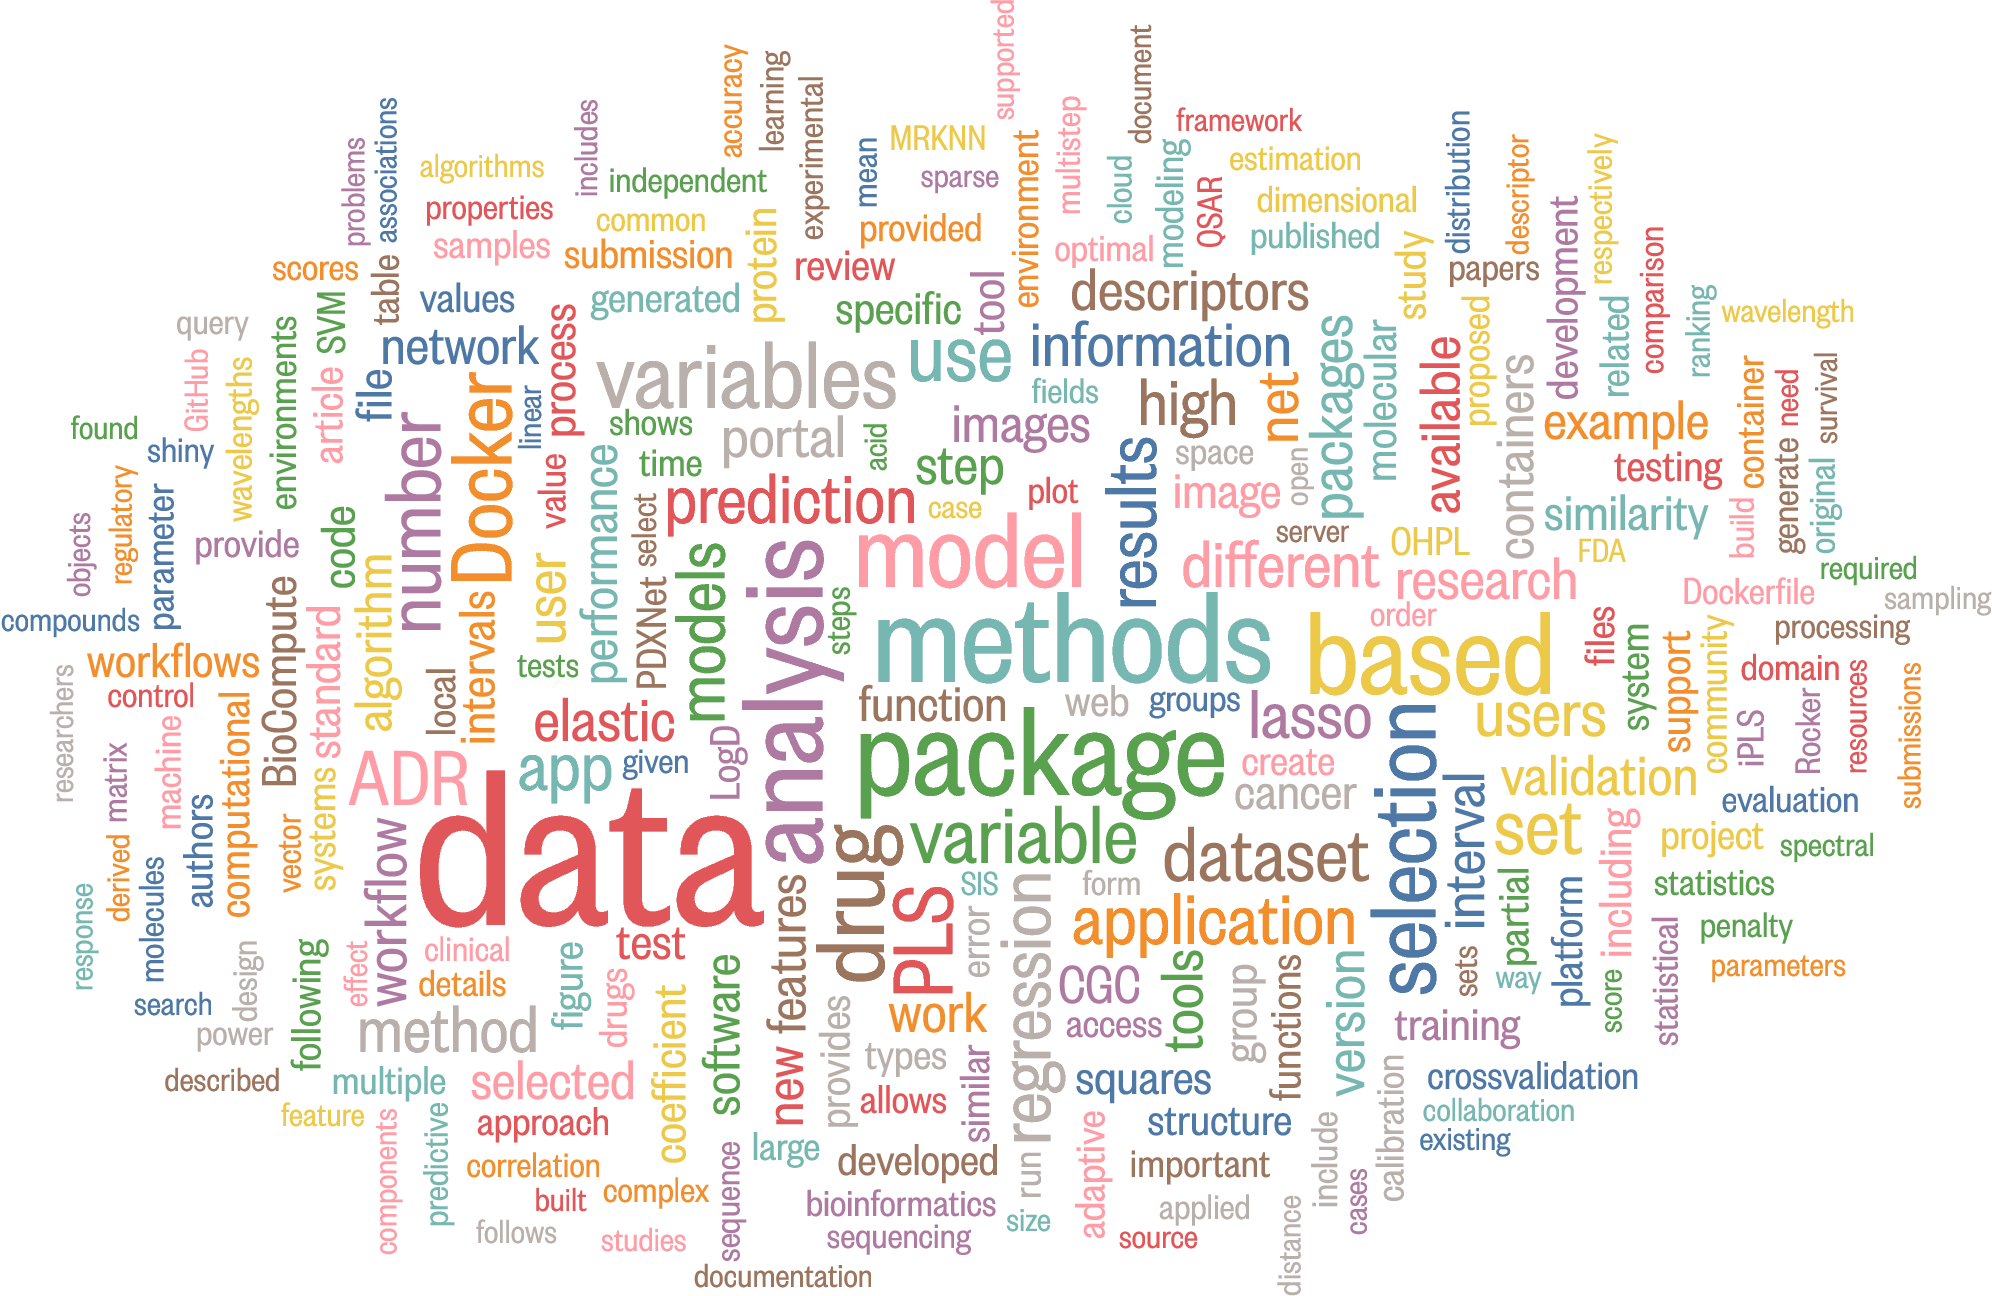 supported
document
accuracy
learning
experimental
includes
associations
problems
algorithms
independent
mean
MRKNN
sparse
environment
multistep
framework
cloud
modeling
QSAR
estimation
distribution
descriptor
respectively
properties
common
protein
provided
dimensional
samples
submission
review
optimal
published
study
papers
development
comparison
scores
table
values
generated
specific
tool
descriptors
proposed
related
ranking
wavelength
query
environments
SVM
network
process
variables
use
information
packages
molecular
available
containers
GitHub
wavelengths
article
file
Docker
linear
fields
high
net
example
container
need
survival
found
shiny
number
shows
portal
acid
images
results
space
open
testing
generate
original
regulatory
parameter
value
performance
time
step
objects
code
select
prediction
case
plot
image
similarity
build
provide
algorithm
user
models
analysis
model
server
different
OHPL
FDA
research
required
compounds
BioCompute
standard
intervals
PDXNet
steps
methods
order
based
files
system
support
community
Dockerfile
sampling
processing
workflows
local
tests
domain
resources
submissions
researchers
control
computational
elastic
function
web
groups
lasso
selection
users
iPLS
Rocker
matrix
machine
systems
ADR
app
given
LogD
package
create
cancer
interval
validation
evaluation
derived
authors
vector
workflow
data
drug
variable
dataset
set
including
project
spectral
response
molecules
features
PLS
SIS
form
regression
application
partial
platform
statistics
penalty
statistical
design
following
effect
clinical
test
error
sets
way
score
parameters
search
details
figure
drugs
coefficient
software
CGC
tools
group
functions
version
power
method
new
provides
work
access
training
described
multiple
selected
types
similar
squares
calibration
crossvalidation
feature
components
predictive
approach
allows
adaptive
structure
include
collaboration
existing
correlation
large
developed
run
important
built
complex
sequence
bioinformatics
size
applied
distance
cases
follows
studies
sequencing
source
documentation